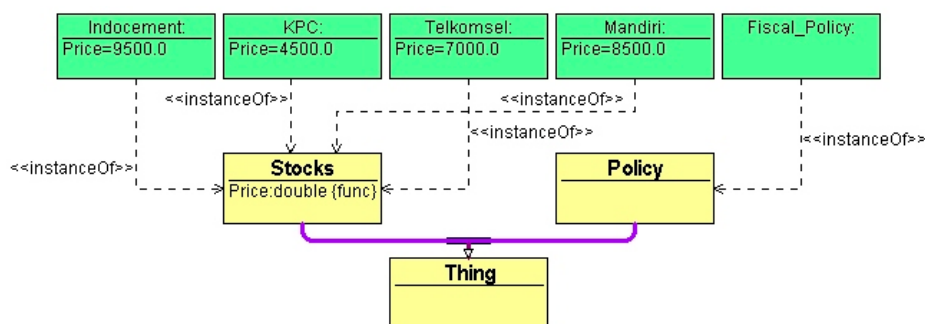 Indocement:
Price=9500.0
KPC:
Price=4500.0
Telkomsel:
Price=7000.0
Mandiri:
Price=8500.0
Fiscal_Policy:
<<instanceOf>>
<<instanceOf>>
<<instanceOf>>
<<instanceOf>>
<<instanceOf>>
Stocks
Price:double {func}
Policy
Thing